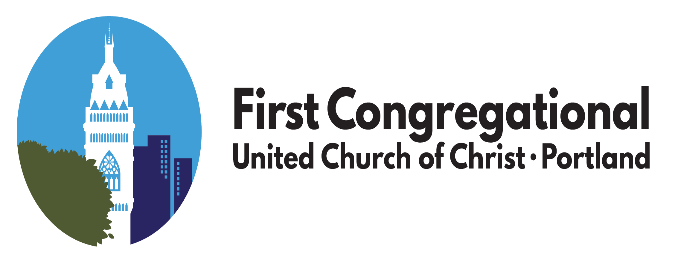 First Congregational
United Church of Christ · Portland